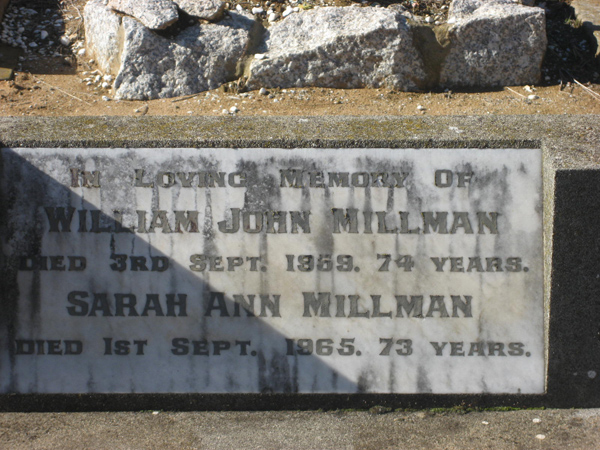 In Loving Memory Of
William John Millman
Died 3rd Sept. 1959. 74 years.
Sarah Ann Millman
Died 1st Sept. 1965. 73 years.